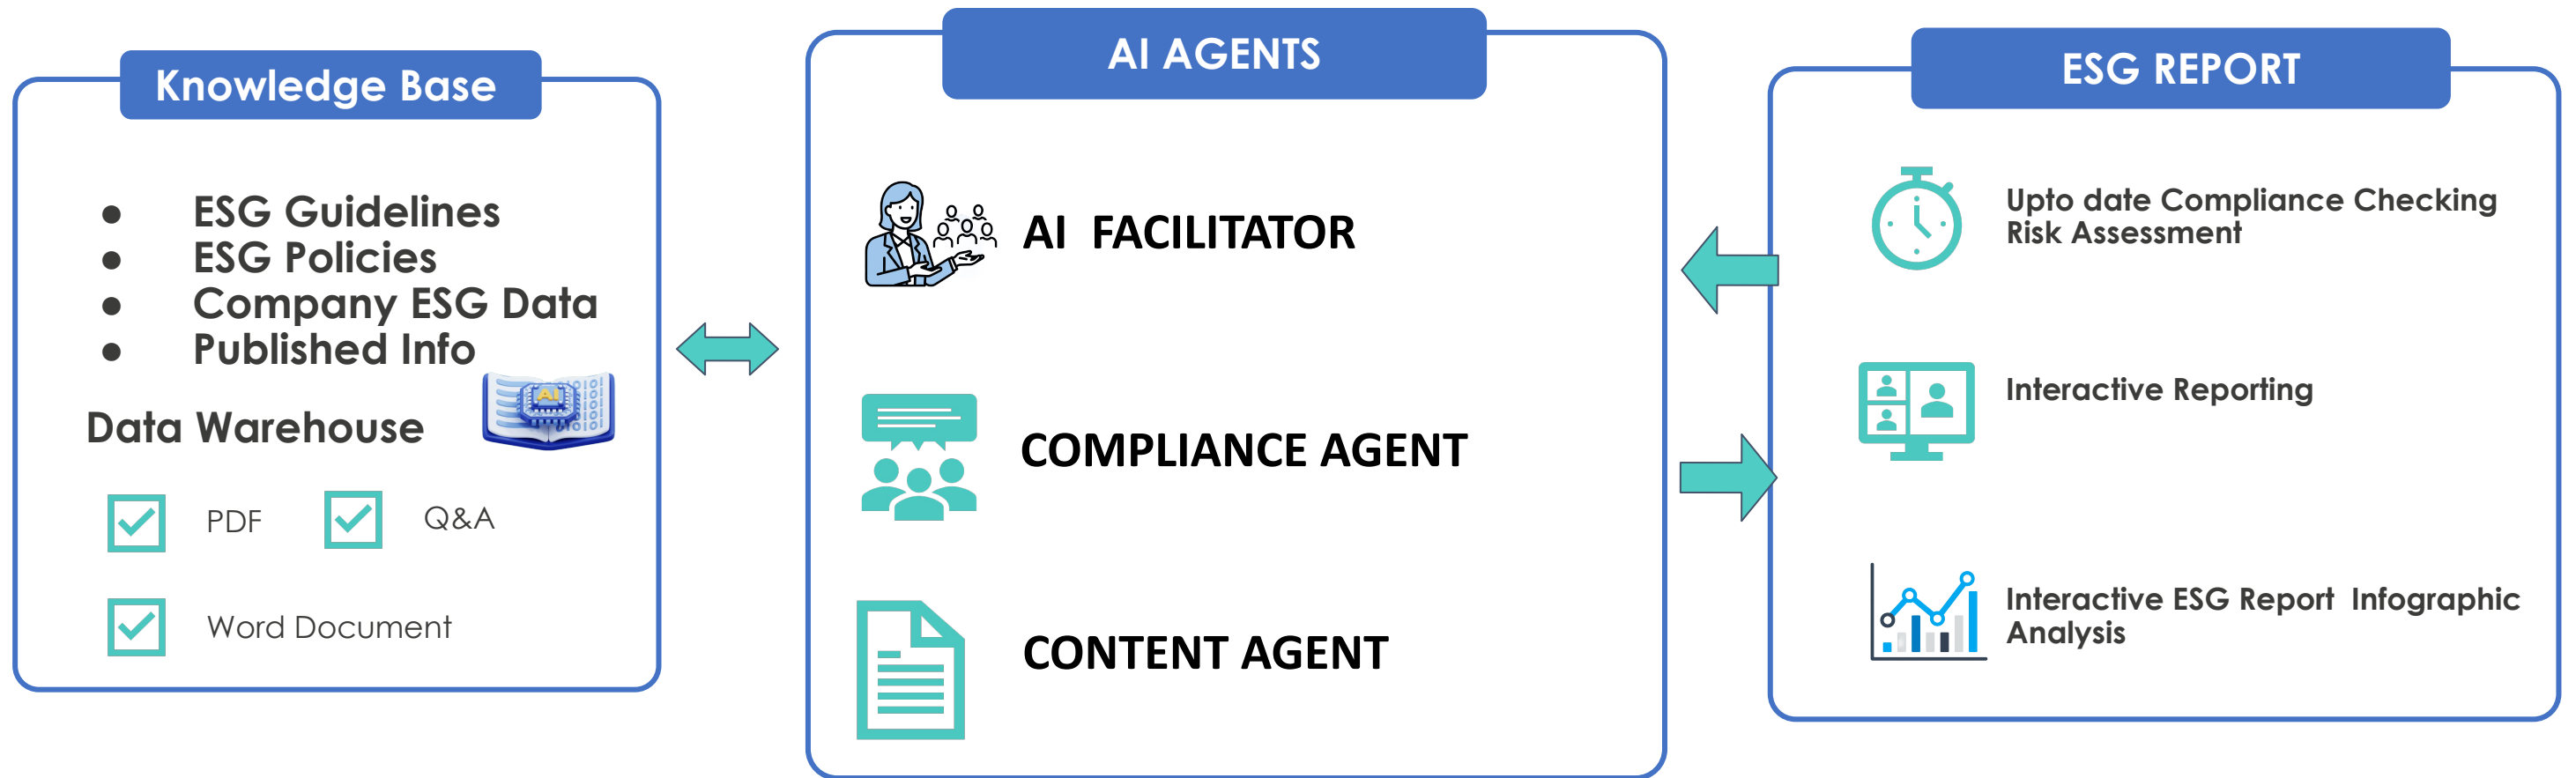 Knowledge Base
● ESG Guidelines
● ESG Policies
● Company ESG Data
● Published Info
AI
Data Warehouse
PDF
Q&A
Word Document
AI AGENTS
AI FACILITATOR
COMPLIANCE AGENT
CONTENT AGENT
ESG REPORT
Upto date Compliance Checking
Risk Assessment
Interactive Reporting
Interactive ESG Report Infographic
Analysis